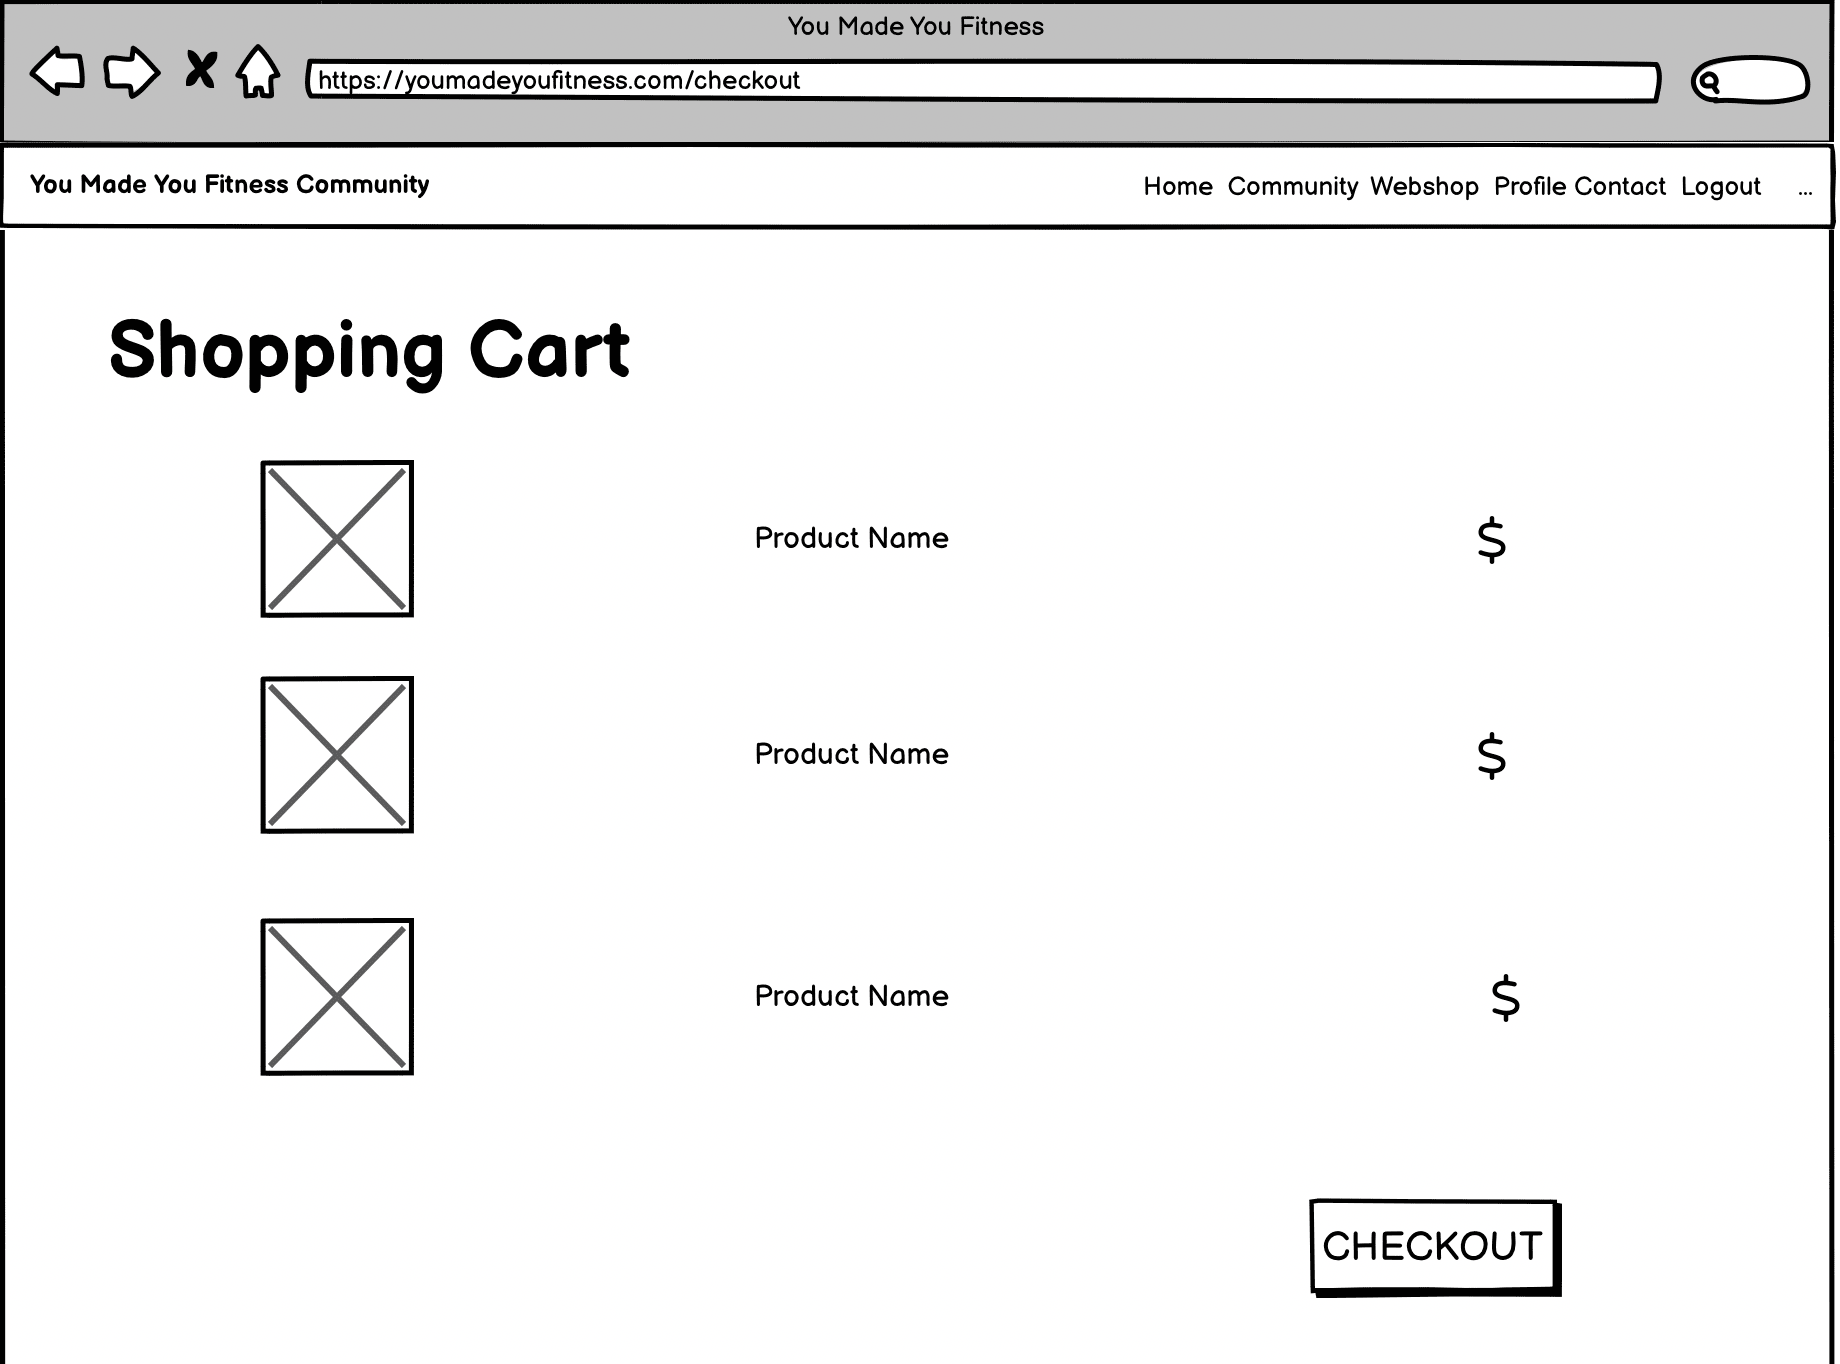 You Made You Fitness
https://youmadeyoufitness.com/checkout
You Made You Fitness Community Home Community Webshop Profile Contact Logout ...
Shopping Cart
Product Name $
Product Name $
Product Name $
CHECKOUT